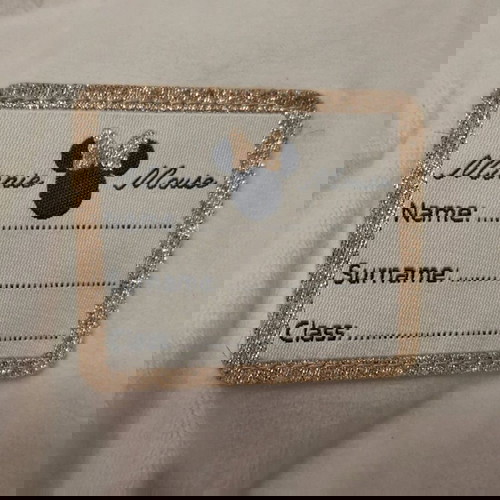 Minnie Mouse
Name: ............
Surname: ............
Class: ............